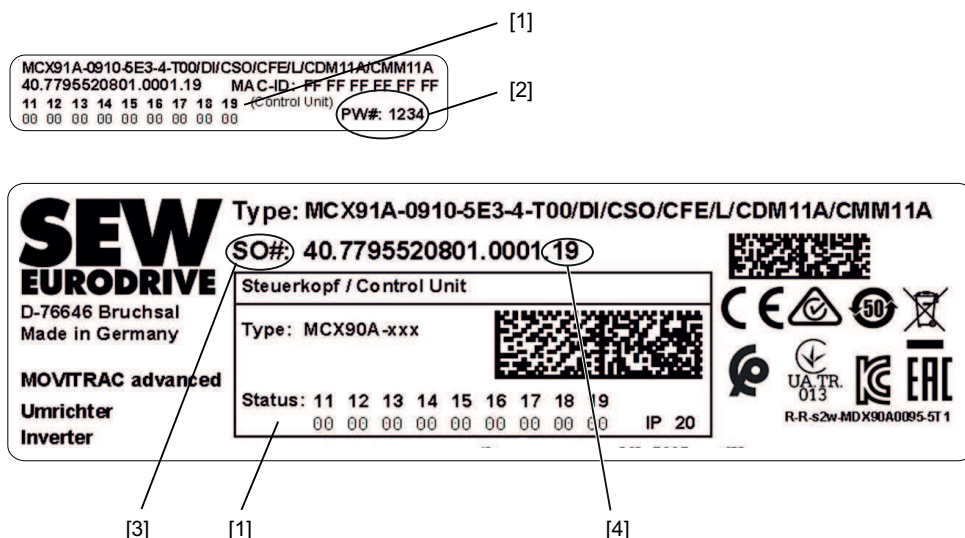 [1]
MCX91A-0910-5E3-4-T00/DI/CSO/CFE/L/CDM11A/CMM11A
40.7795520801.0001.19 MAC-ID: FF FF FF FF FF FF
[2]
11 12 13 14 15 16 17 18 19 (Control Unit)
00 00 00 00 00 00 00 00 00
PW#: 1234
SEW
EURODRIVE
D-76646 Bruchsal
Made in Germany
MOVITRAC advanced
Umrichter
Inverter
Type: MCX91A-0910-5E3-4-T00/DI/CSO/CFE/L/CDM11A/CMM11A
SO#: 40.7795520801.0001.19
Steuerkopf / Control Unit
Type: MCX90A-xxx
Status: 11 12 13 14 15 16 17 18 19
00 00 00 00 00 00 00 00 00 IP 20
CE
50
UA.TR.
013
EAC
R-R-s2w-MDX90A0095-5T1
[3] [1] [4]